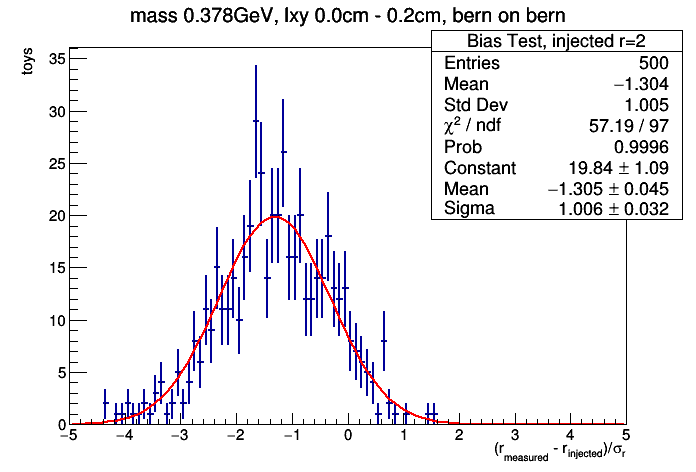 mass 0.378GeV, lxy 0.0cm - 0.2cm, bern on bern
toys
Bias Test, injected r=2
Entries 500
Mean −1.304
Std Dev 1.005
χ² / ndf 57.19 / 97
Prob 0.9996
Constant 19.84 ± 1.09
Mean −1.305 ± 0.045
Sigma 1.006 ± 0.032
35
30
25
20
15
10
5
0
−5 −4 −3 −2 −1 0 1 2 3 4 5
(r_measured - r_injected)/σ_r